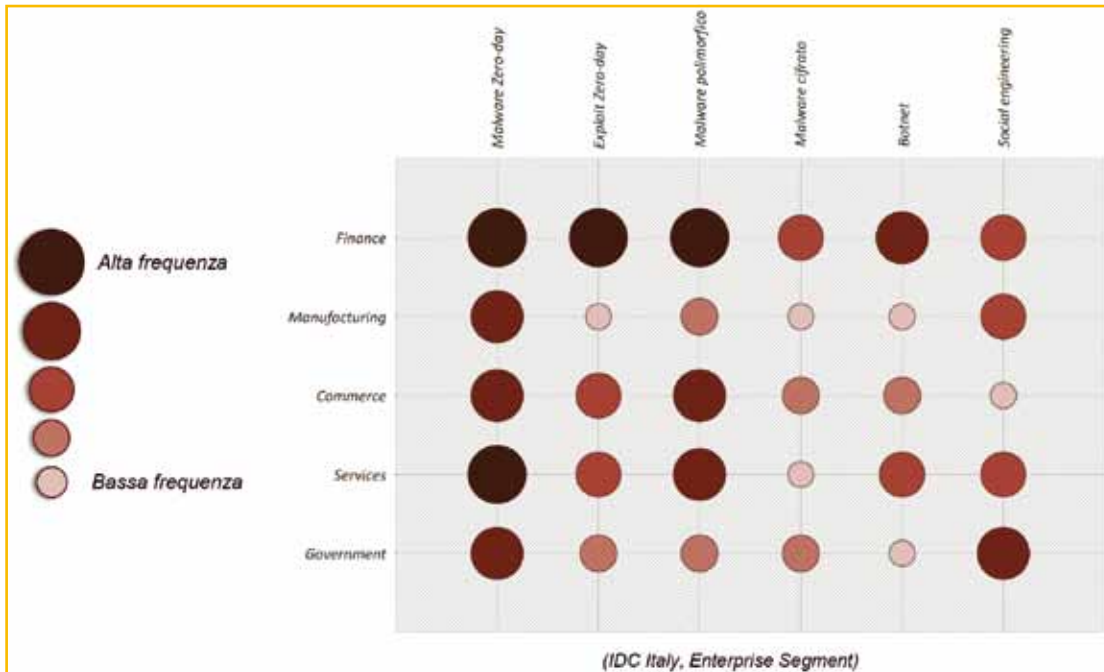 Malware Zero-day
Exploit Zero-day
Malware polimorfico
Malware cifrato
Botnet
Social engineering
Alta frequenza
Bassa frequenza
Finance
Manufacturing
Commerce
Services
Government
(IDC Italy, Enterprise Segment)